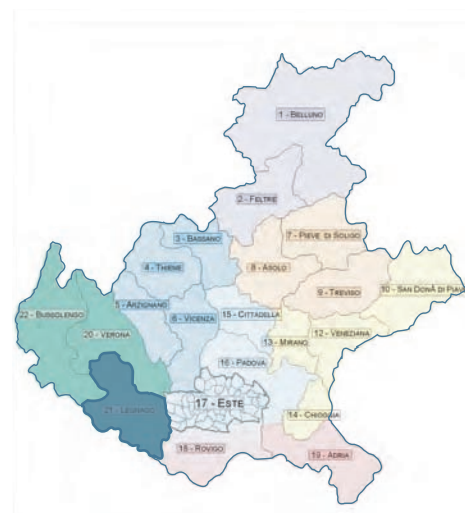 1 - BELLUNO
2 - FELTRE
3 - BASSANO
7 - PIEVE DI SOLIGO
4 - THIENE
8 - ASOLO
10 - SAN DONÀ DI PIAV
9 - TREVISO
5 - ARZIGNANO
22 - BUSSOLENGO
6 - VICENZA
15 - CITTADELLA
20 - VERONA
12 - VENEZIANA
13 - MIRANO
16 - PADOVA
21 - LEGNAGO
17 - ESTE
14 - CHIOGGIA
18 - ROVIGO
19 - ADRIA